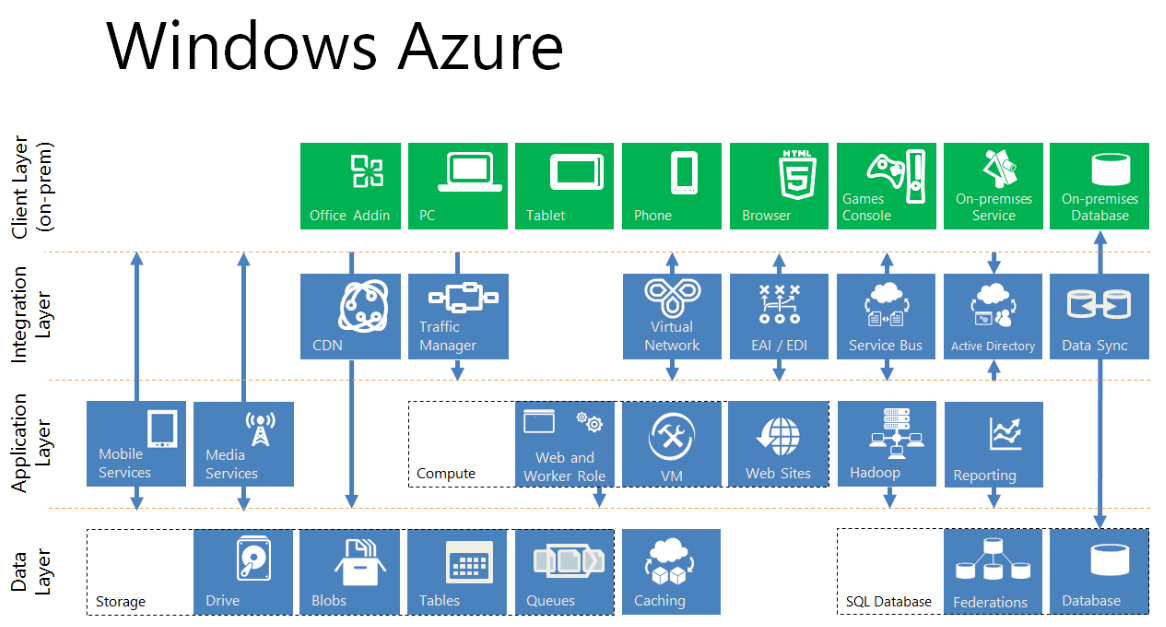 Windows Azure
Client Layer
(on-prem)
Office Addin
PC
Tablet
Phone
HTML
5
Browser
Games
Console
On-premises
Service
On-premises
Database
Integration
Layer
CDN
Traffic
Manager
Virtual
Network
EAI / EDI
Service Bus
Active Directory
Data Sync
Application
Layer
Mobile
Services
Media
Services
Compute
Web and
Worker Role
VM
Web Sites
Hadoop
Reporting
Data
Layer
Storage
Drive
Blobs
Tables
Queues
Caching
SQL Database
Federations
Database